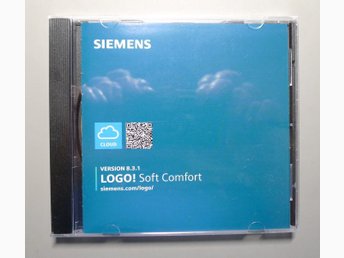 SIEMENS
CLOUD
VERSION 8.3.1
LOGO! Soft Comfort
siemens.com/logo/